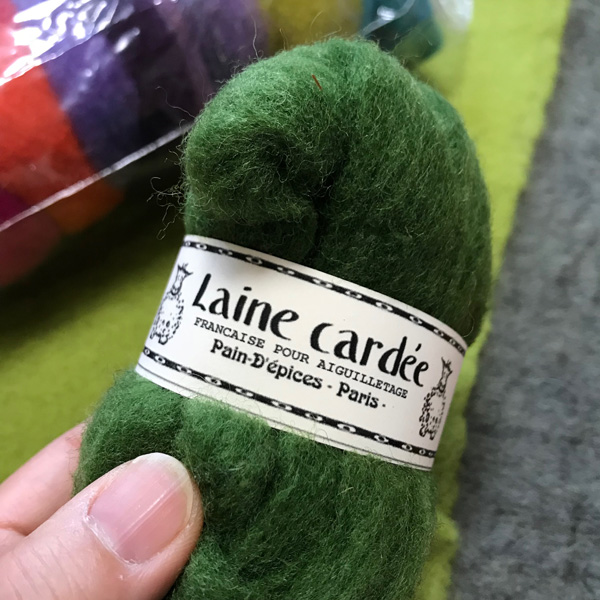 Laine cardée
FRANCAISE POUR AIGUILLETAGE
Pain-D'épices - Paris -